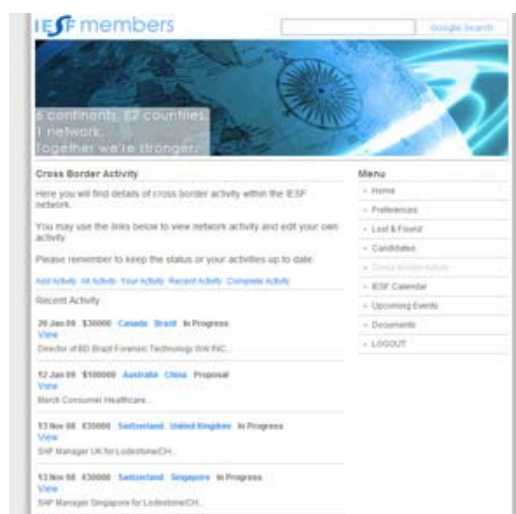 IESF members
Google Search
6 continents. 62 countries.
1 network.
Together we're stronger.
Cross Border Activity
Here you will find details of cross border activity within the IESF
network.
You may use the links below to view network activity and edit your own
activity.
Please remember to keep the status or your activities up to date.
Add Activity All Activity Your Activity Recent Activity Complete Activity
Recent Activity
20 Jan 09 $30000 Canada Brazil In Progress
View
Director of BD Brazil Forensic Technology WAI INC...
12 Jan 09 $100000 Australia China Proposal
View
Merck Consumer Healthcare...
13 Nov 08 €35000 Switzerland United Kingdom In Progress
View
SAP Manager UK for Lodestone/CH...
13 Nov 08 €30000 Switzerland Singapore In Progress
View
SAP Manager Singapore for Lodestone/CH...
Menu
Home
Preferences
Lost & Found
Candidates
Cross Border Activity
IESF Calendar
Upcoming Events
Documents
LOGOUT